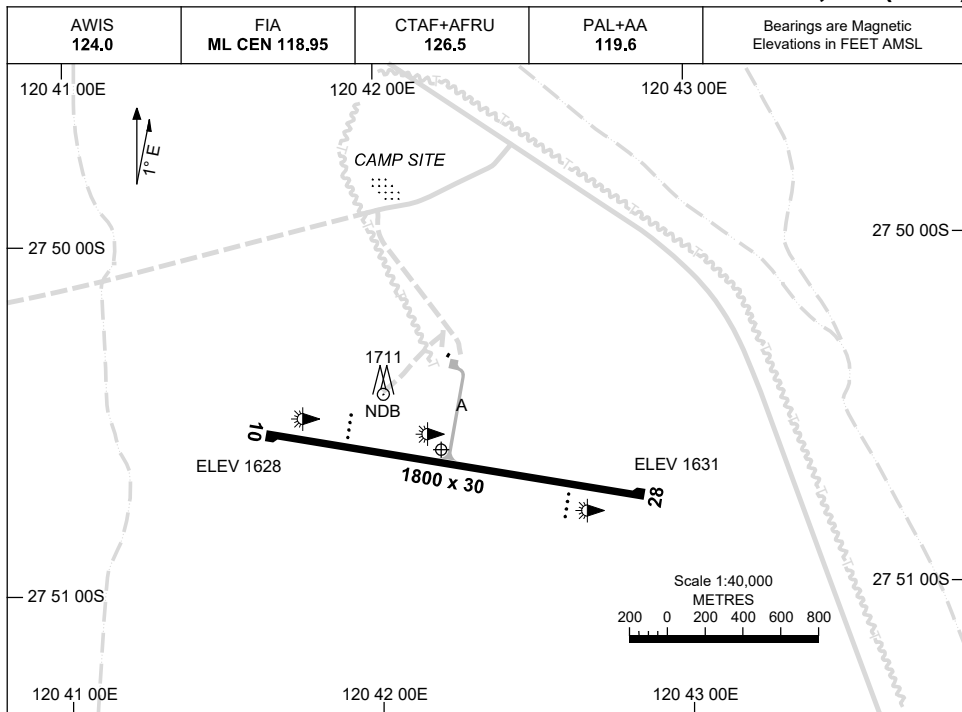 AWIS
124.0
FIA
ML CEN 118.95
CTAF+AFRU
126.5
PAL+AA
119.6
Bearings are Magnetic
Elevations in FEET AMSL
120 41 00E
120 42 00E
120 43 00E
1° E
CAMP SITE
27 50 00S
27 50 00S
1711
NDB
A
10
ELEV 1628
1800 x 30
ELEV 1631
28
Scale 1:40,000
METRES
200 0 200 400 600 800
27 51 00S
27 51 00S
120 41 00E
120 42 00E
120 43 00E